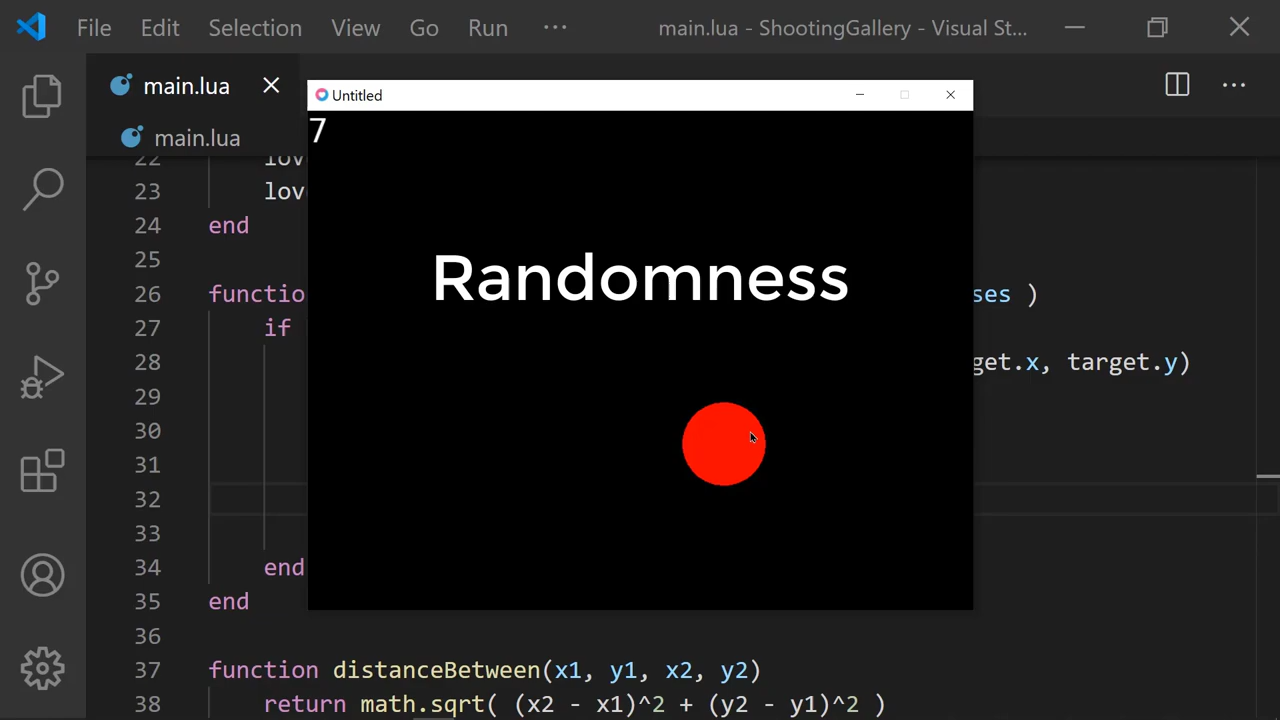 File Edit Selection View Go Run ··· main.lua - ShootingGallery - Visual St...
main.lua
main.lua
Untitled
7
Randomness
22 lov
23 lov
24 end
25
26 functio ses )
27 if
28 get.x, target.y)
29
30
31
32
33
34 end
35 end
36
37 function distanceBetween(x1, y1, x2, y2)
38 return math.sqrt( (x2 - x1)^2 + (y2 - y1)^2 )